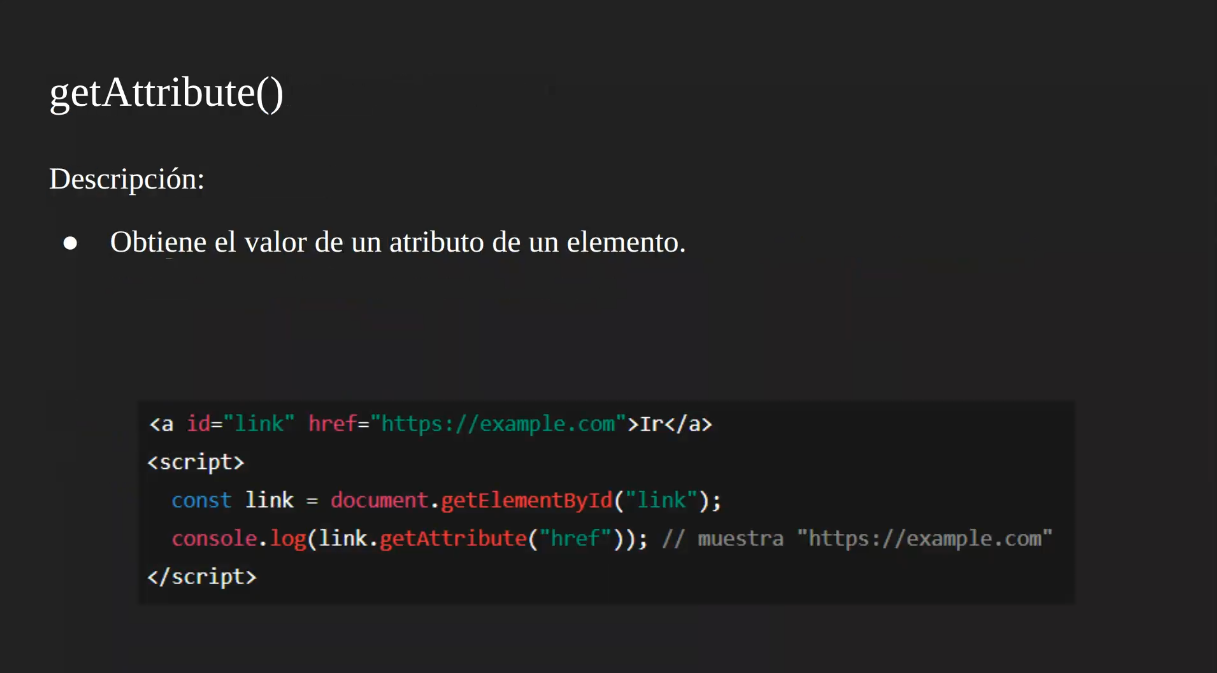 getAttribute()
Descripción:
● Obtiene el valor de un atributo de un elemento.
<a id="link" href="https://example.com">Ir</a>
<script>
  const link = document.getElementById("link");
  console.log(link.getAttribute("href")); // muestra "https://example.com"
</script>